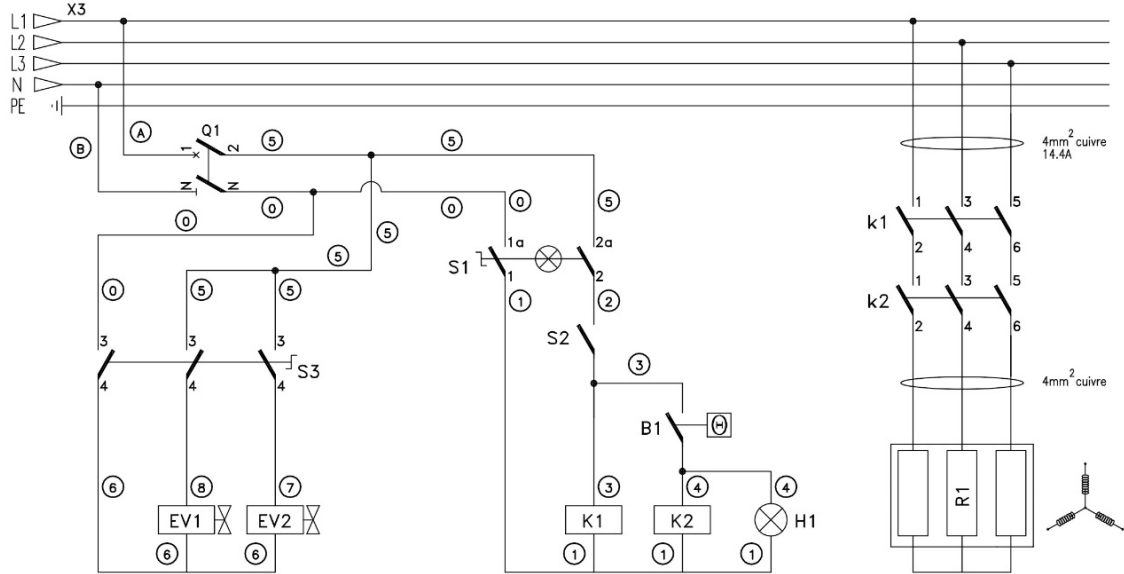 X3
L1
L2
L3
N
PE
A
B
Q1
1 2
N N
5 5
0 0 0
0 5
5
5
0 5 5
1a 2a
S1
1 2
1 2
S2
3
B1 Θ
3 3 3
S3
4 4 4
6 8 7
3 4 4
EV1 EV2
K1 K2 H1
6 6
1 1 1
4mm² cuivre
14.4A
1 3 5
k1
2 4 6
1 3 5
k2
2 4 6
4mm² cuivre
R1